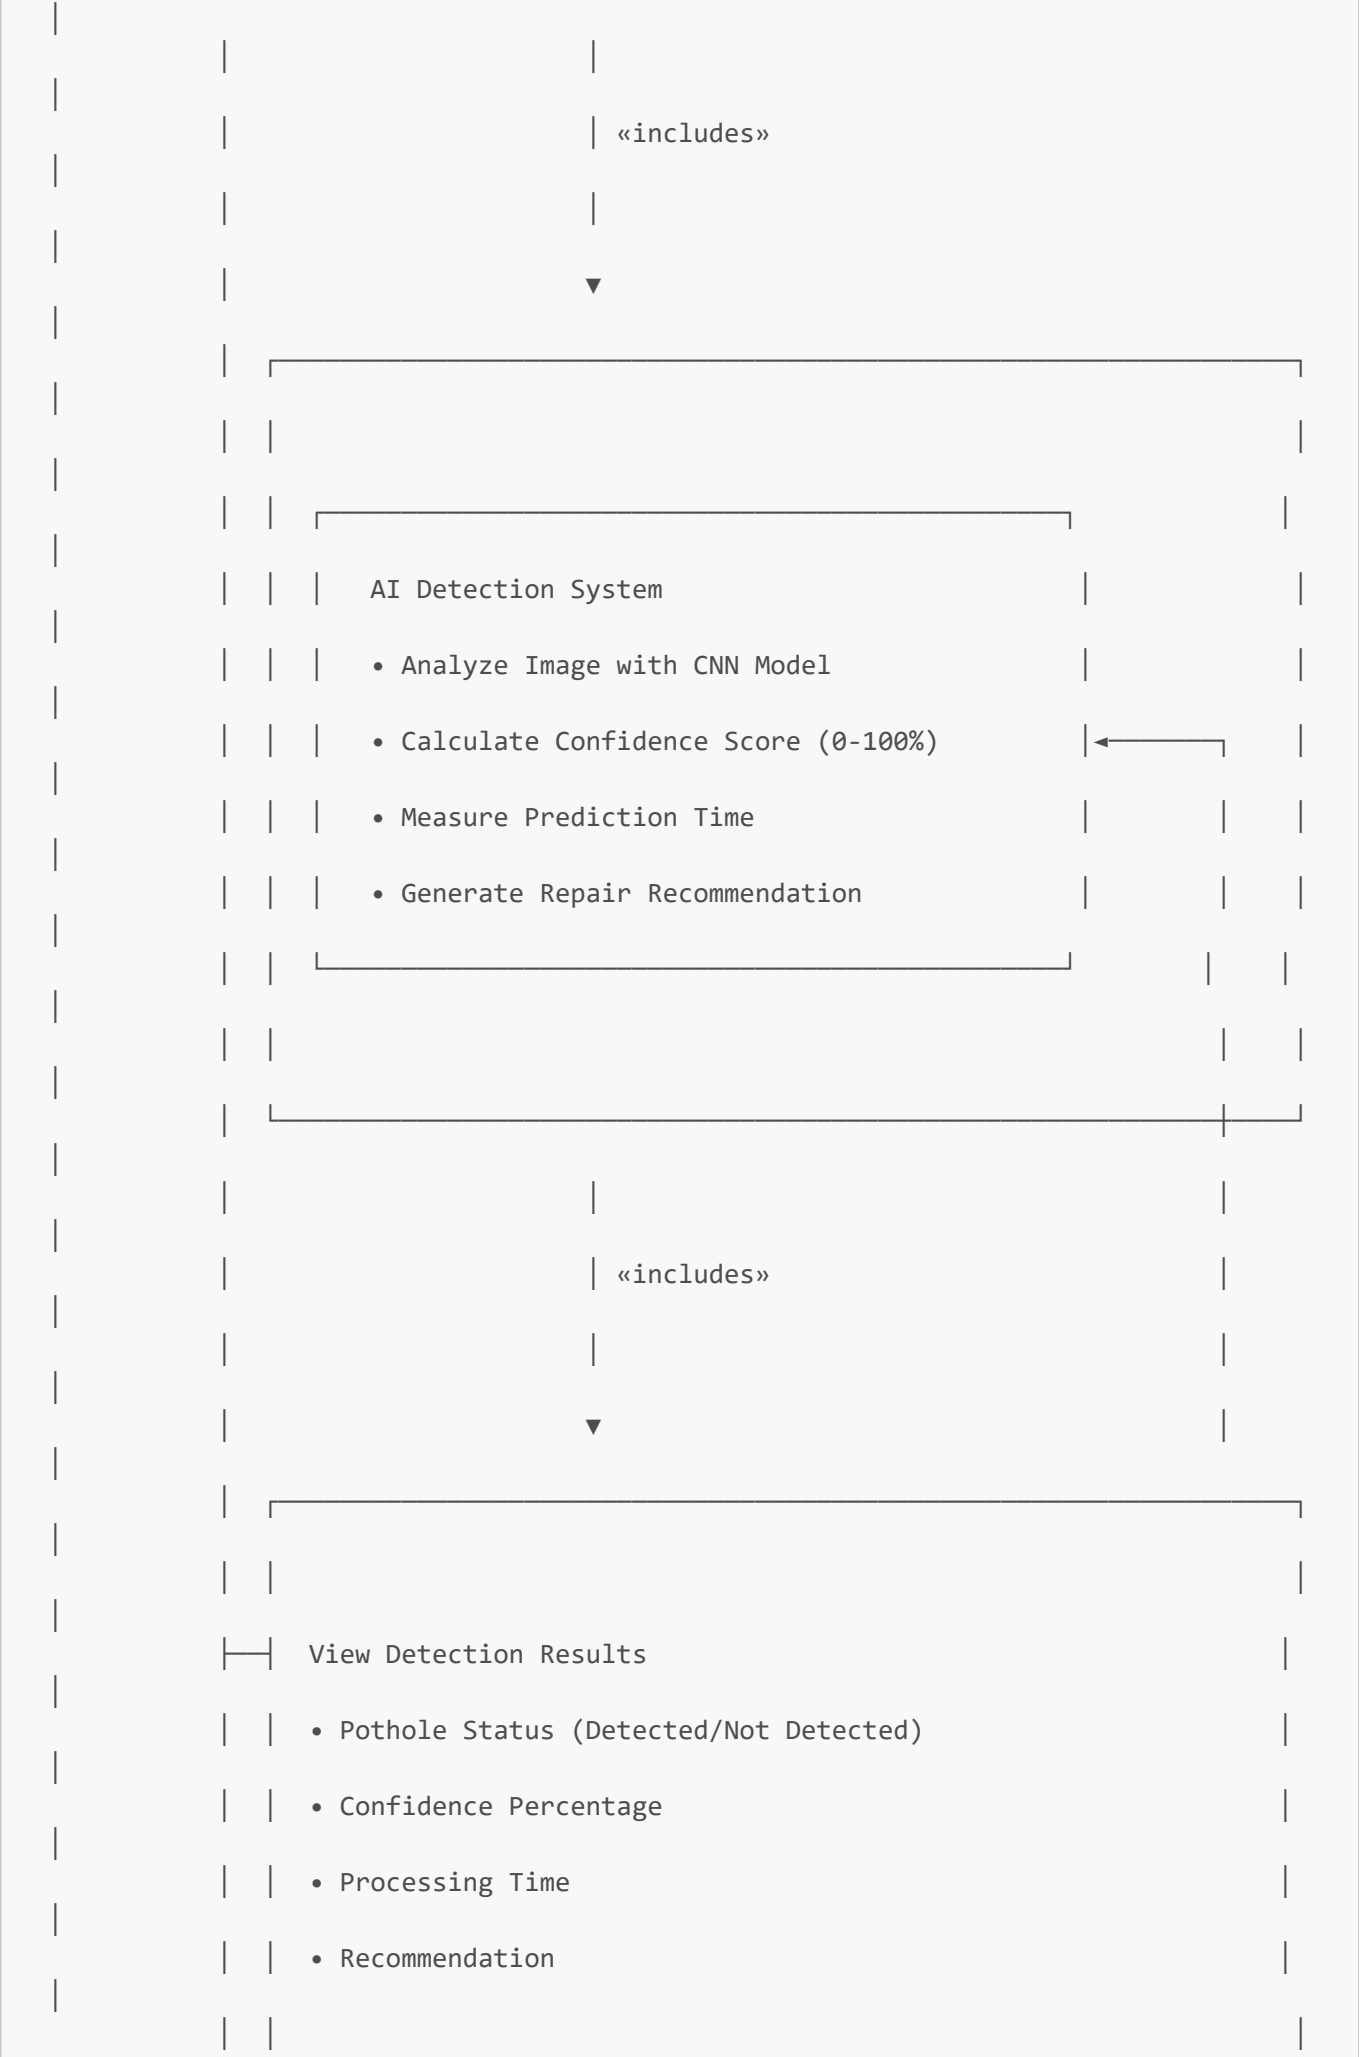 «includes»
AI Detection System
• Analyze Image with CNN Model
• Calculate Confidence Score (0-100%)
• Measure Prediction Time
• Generate Repair Recommendation
«includes»
View Detection Results
• Pothole Status (Detected/Not Detected)
• Confidence Percentage
• Processing Time
• Recommendation